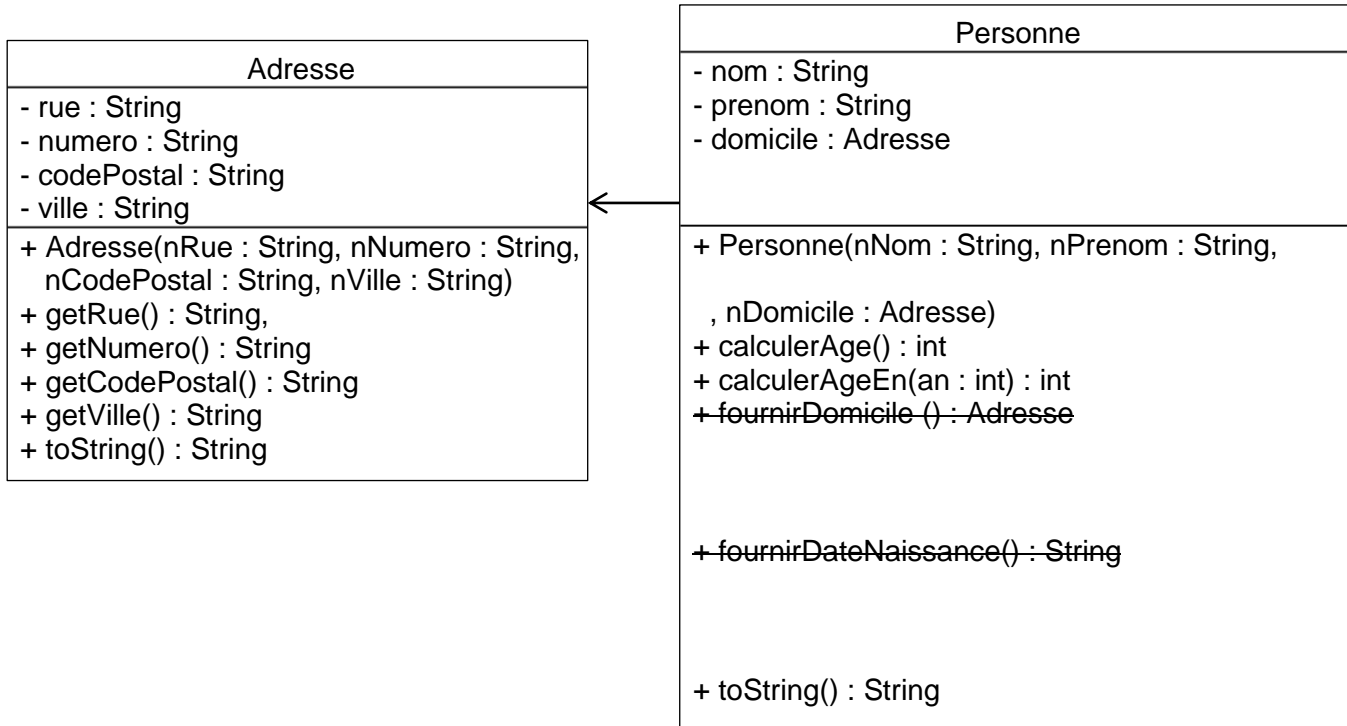 Adresse
- rue : String
- numero : String
- codePostal : String
- ville : String
+ Adresse(nRue : String, nNumero : String,
nCodePostal : String, nVille : String)
+ getRue() : String,
+ getNumero() : String
+ getCodePostal() : String
+ getVille() : String
+ toString() : String
Personne
- nom : String
- prenom : String
- domicile : Adresse
+ Personne(nNom : String, nPrenom : String,
, nDomicile : Adresse)
+ calculerAge() : int
+ calculerAgeEn(an : int) : int
+ fournirDomicile () : Adresse
+ fournirDateNaissance() : String
+ toString() : String